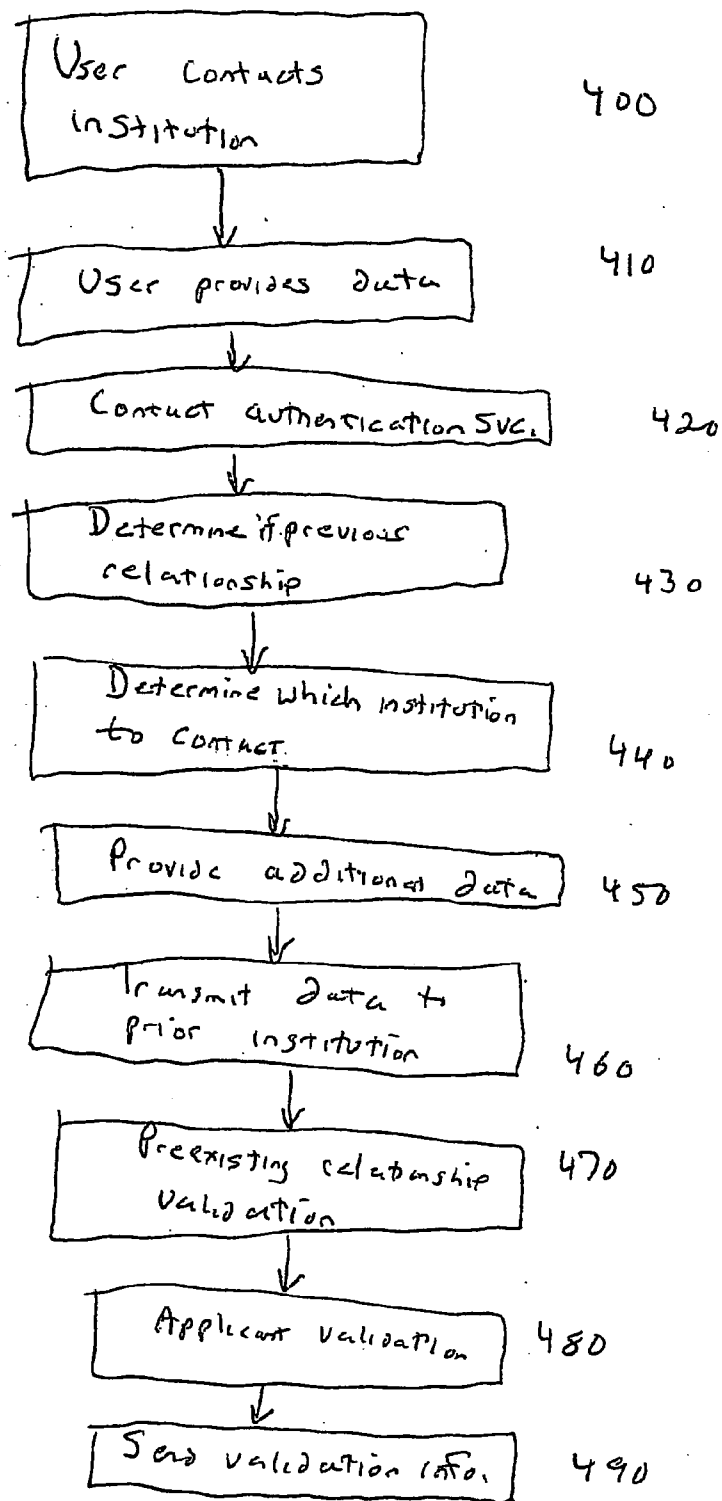 User Contacts
institution
400
User provides data
410
Contact authentication Svc.
420
Determine if previous
relationship
430
Determine which institution
to contact.
440
Provide additional data
450
Transmit data to
prior institution
460
Preexisting relationship
validation
470
Applicant validation
480
Send validation info.
490